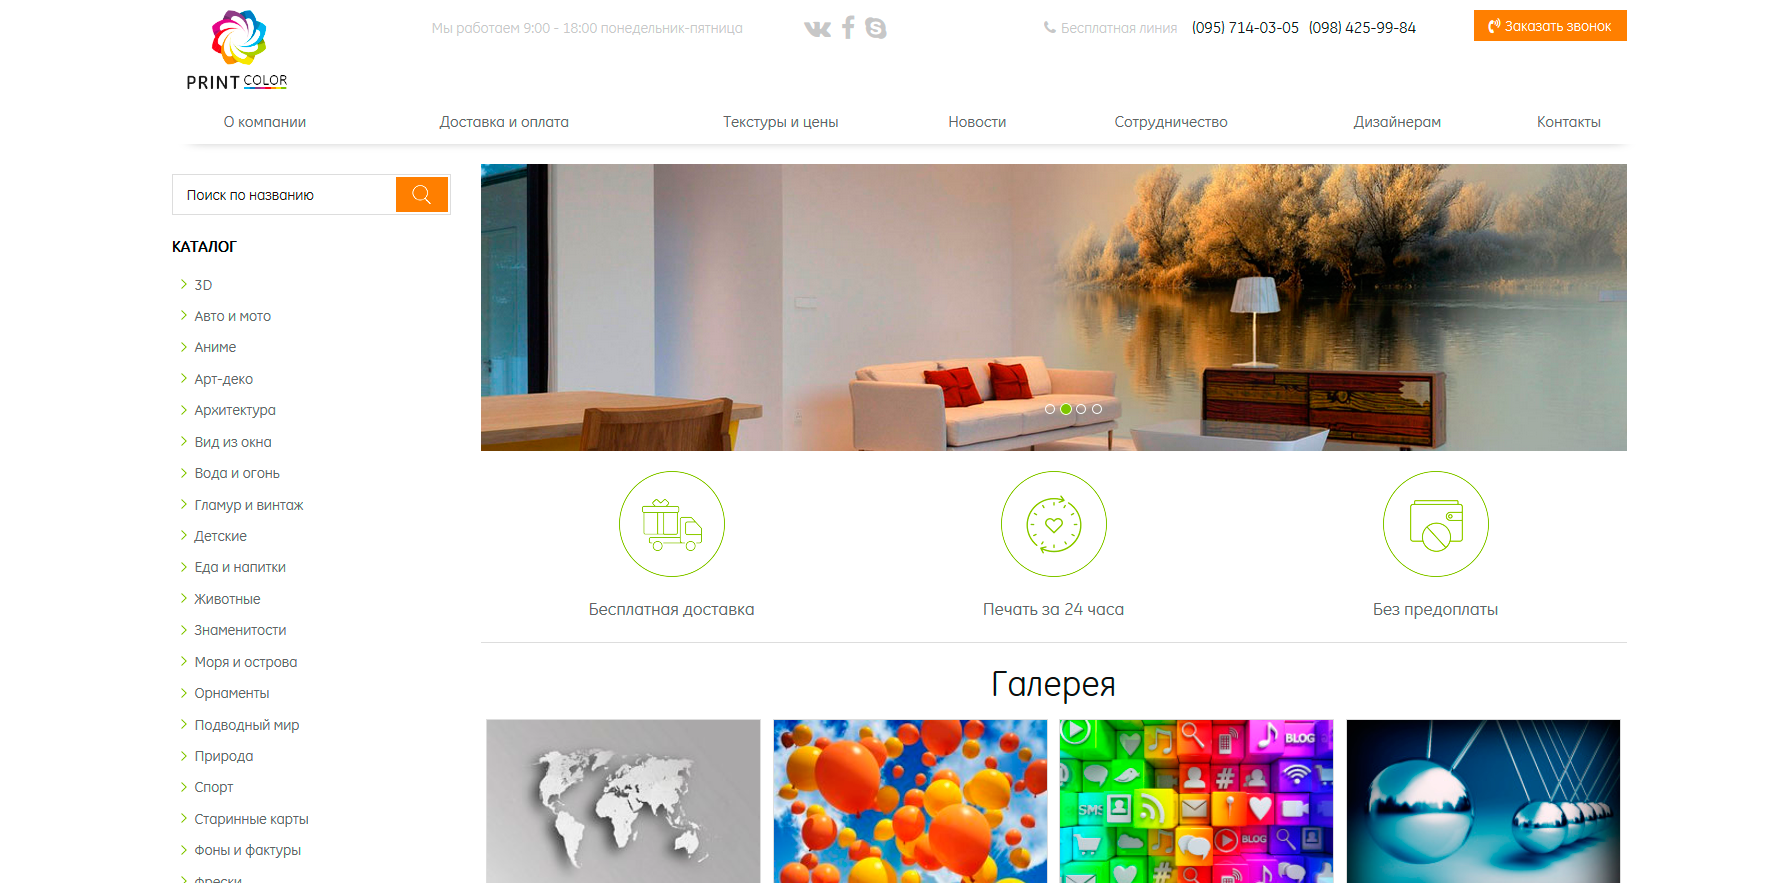 Мы работаем 9:00 - 18:00 понедельник-пятница
Бесплатная линия (095) 714-03-05 (098) 425-99-84
Заказать звонок
PRINT COLOR
О компании
Доставка и оплата
Текстуры и цены
Новости
Сотрудничество
Дизайнерам
Контакты
Поиск по названию
КАТАЛОГ
3D
Авто и мото
Аниме
Арт-деко
Архитектура
Вид из окна
Вода и огонь
Гламур и винтаж
Детские
Еда и напитки
Животные
Знаменитости
Моря и острова
Орнаменты
Подводный мир
Природа
Спорт
Старинные карты
Фоны и фактуры
Фрески
Бесплатная доставка
Печать за 24 часа
Без предоплаты
Галерея
BLOG
SMS
BLOG